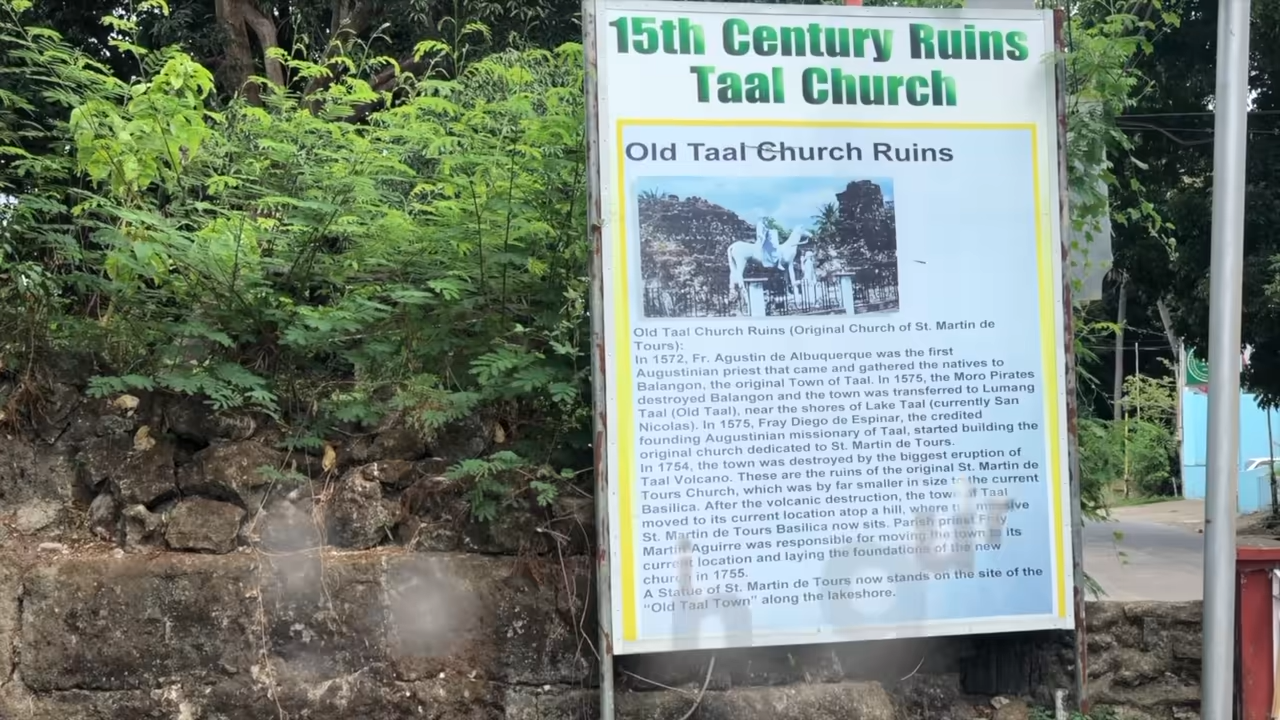 15th Century Ruins
Taal Church
Old Taal Church Ruins
Old Taal Church Ruins (Original Church of St. Martin de
Tours):
In 1572, Fr. Agustin de Albuquerque was the first
Augustinian priest that came and gathered the natives to
Balangon, the original Town of Taal. In 1575, the Moro Pirates
destroyed Balangon and the town was transferred to Lumang
Taal (Old Taal), near the shores of Lake Taal (currently San
Nicolas). In 1575, Fray Diego de Espinar, the credited
founding Augustinian missionary of Taal, started building the
original church dedicated to St. Martin de Tours.
In 1754, the town was destroyed by the biggest eruption of
Taal Volcano. These are the ruins of the original St. Martin de
Tours Church, which was by far smaller in size to the current
Basilica. After the volcanic destruction, the town of Taal
moved to its current location atop a hill, where the massive
St. Martin de Tours Basilica now sits. Parish priest Fray
Martin Aguirre was responsible for moving the town to its
current location and laying the foundations of the new
church in 1755.
A Statue of St. Martin de Tours now stands on the site of the
“Old Taal Town” along the lakeshore.